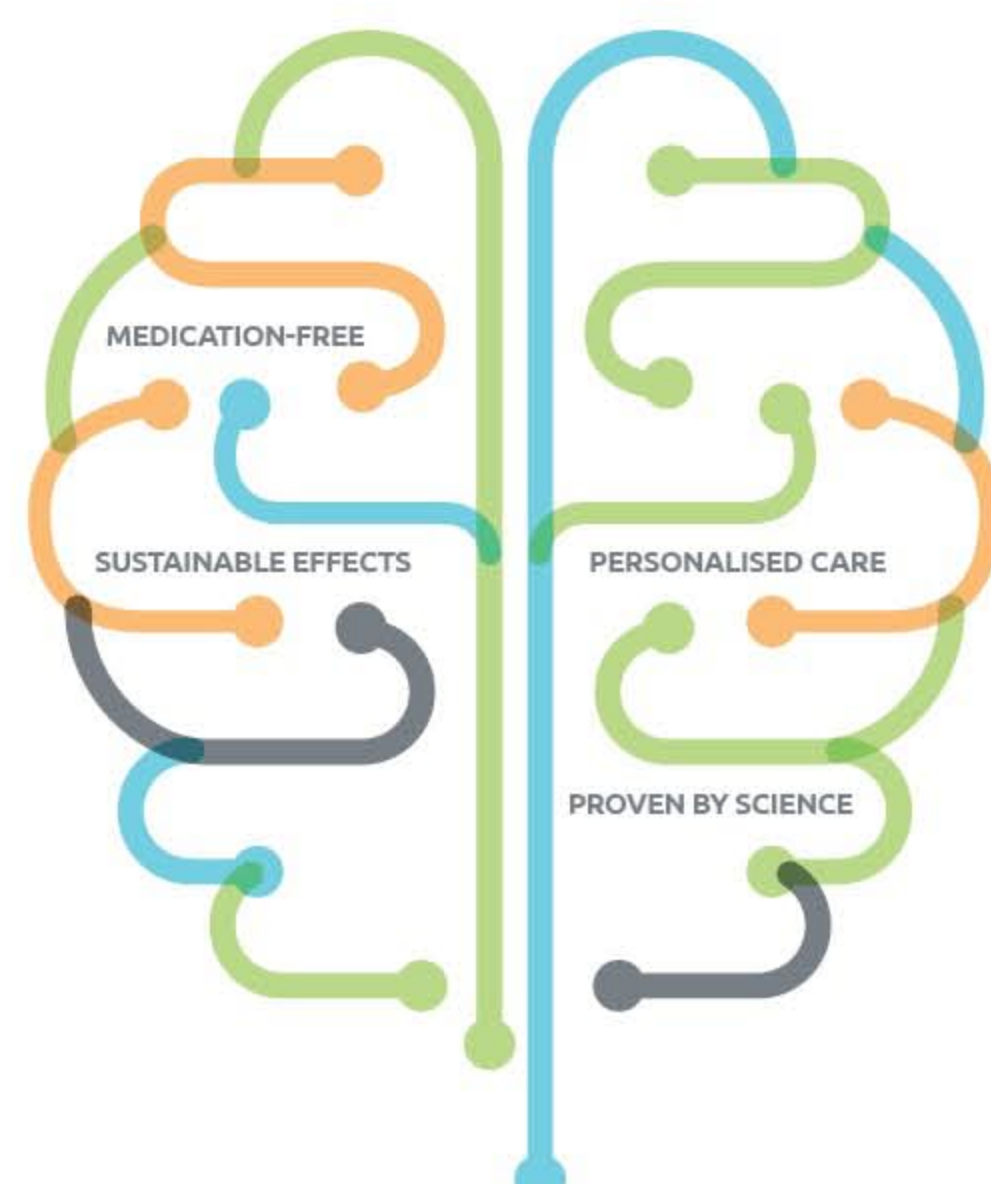 MEDICATION-FREE
SUSTAINABLE EFFECTS
PERSONALISED CARE
PROVEN BY SCIENCE